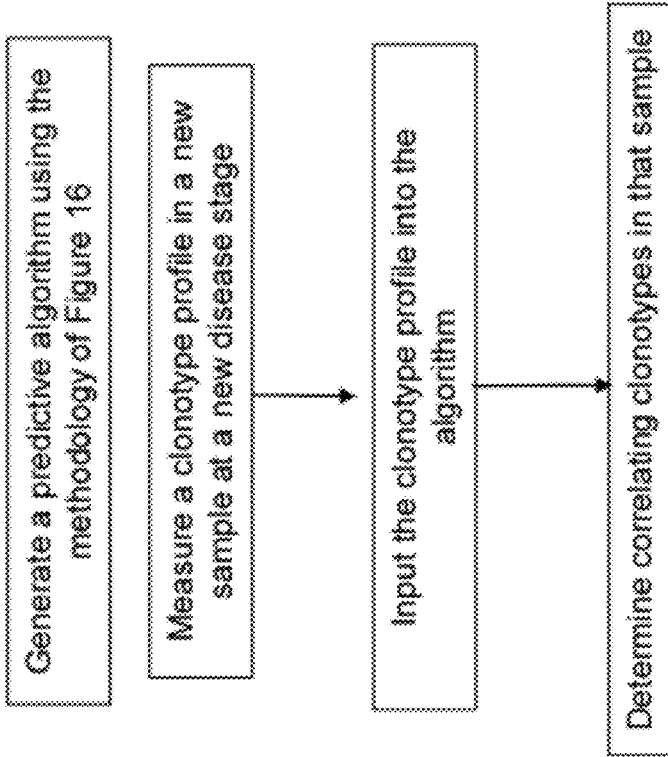 Generate a predictive algorithm using the
methodology of Figure 16
Measure a clonotype profile in a new
sample at a new disease stage
Input the clonotype profile into the
algorithm
Determine correlating clonotypes in that sample